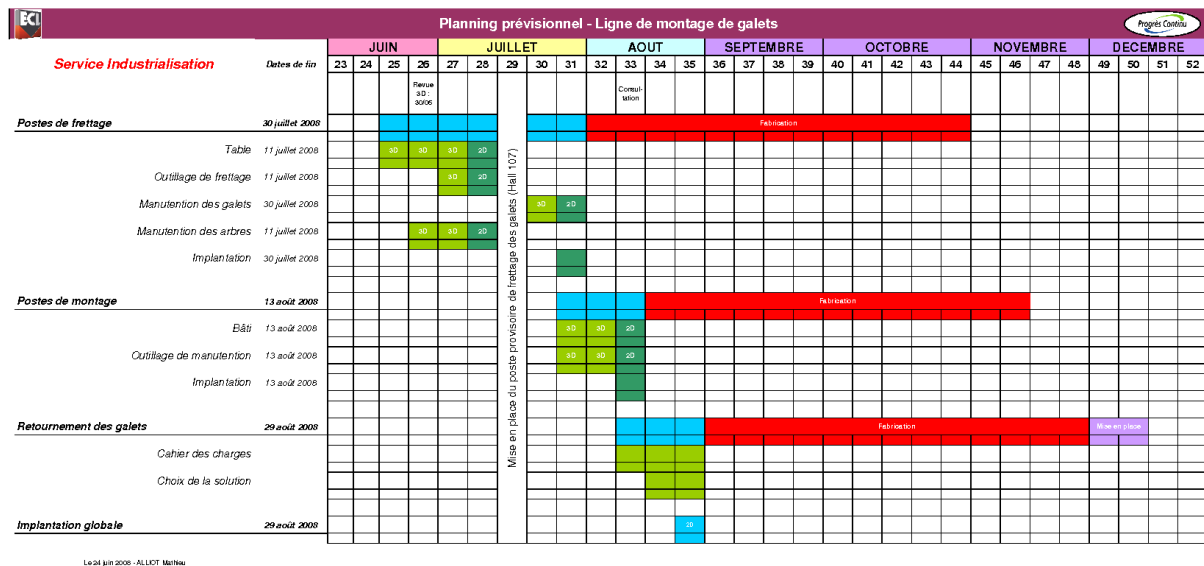 ECI
Planning prévisionnel - Ligne de montage de galets
Progrès Continu
JUIN JUILLET AOUT SEPTEMBRE OCTOBRE NOVEMBRE DECEMBRE
Service Industrialisation Dates de fin 23 24 25 26 27 28 29 30 31 32 33 34 35 36 37 38 39 40 41 42 43 44 45 46 47 48 49 50 51 52
Revue
3D :
30/06
Consul-
tation
Postes de frettage 30 juillet 2008 Fabrication
Table 11 juillet 2008 3D 3D 3D 2D
Outillage de frettage 11 juillet 2008 3D 2D
Manutention des galets 30 juillet 2008 3D 2D
Manutention des arbres 11 juillet 2008 3D 3D 2D
Implantation 30 juillet 2008
Mise en place du poste provisoire de frettage des galets (Hall 107)
Postes de montage 13 août 2008 Fabrication
Bâti 13 août 2008 3D 3D 2D
Outillage de manutention 13 août 2008 3D 3D 2D
Implantation 13 août 2008
Retournement des galets 29 août 2008 Fabrication Mise en place
Cahier des charges
Choix de la solution
Implantation globale 29 août 2008 2D
Le 24 juin 2008 - ALLIOT Mathieu